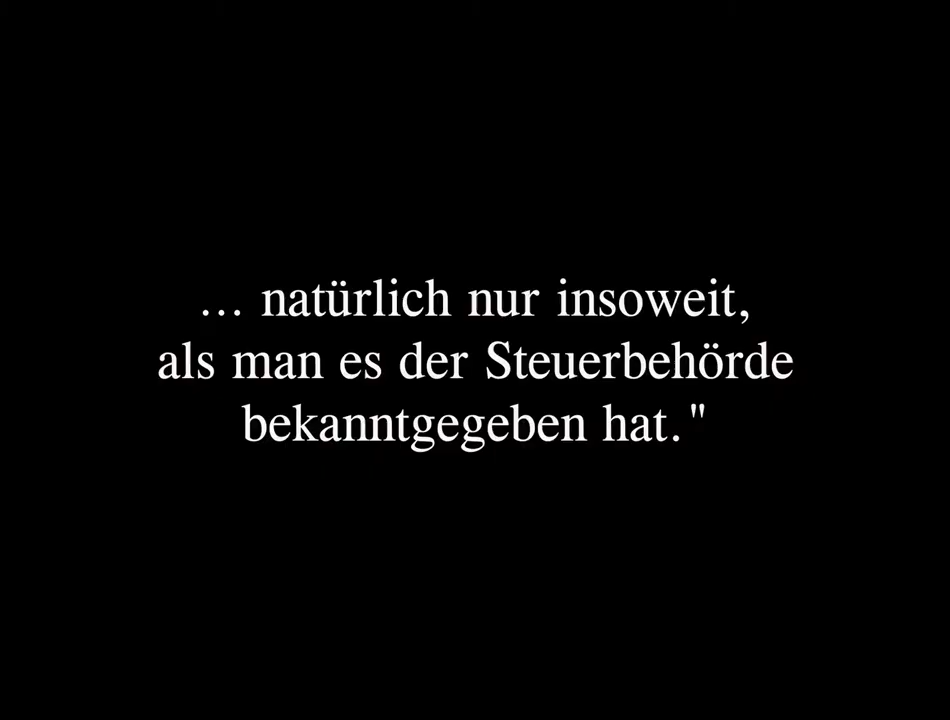 ... natürlich nur insoweit,
als man es der Steuerbehörde
bekanntgegeben hat."